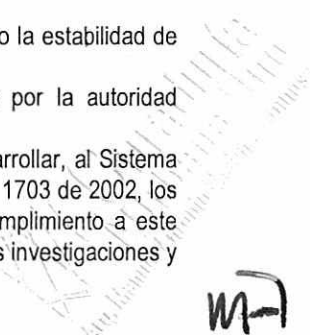 o la estabilidad de
por la autoridad
arrollar, al Sistema
1703 de 2002, los
mplimiento a este
s investigaciones y